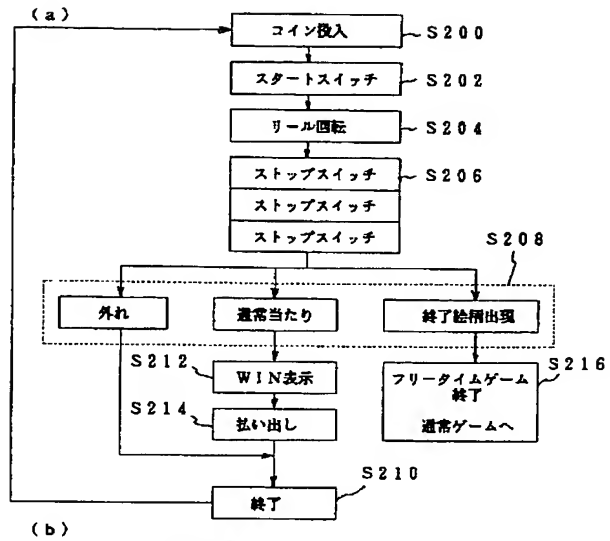 (a)
コイン投入 S200
スタートスイッチ S202
リール回転 S204
ストップスイッチ S206
ストップスイッチ
ストップスイッチ
S208
外れ 通常当たり 終了絵柄出現
S212 WIN表示
S216
フリータイムゲーム
終了
通常ゲームへ
S214 払い出し
S210
終了
(b)